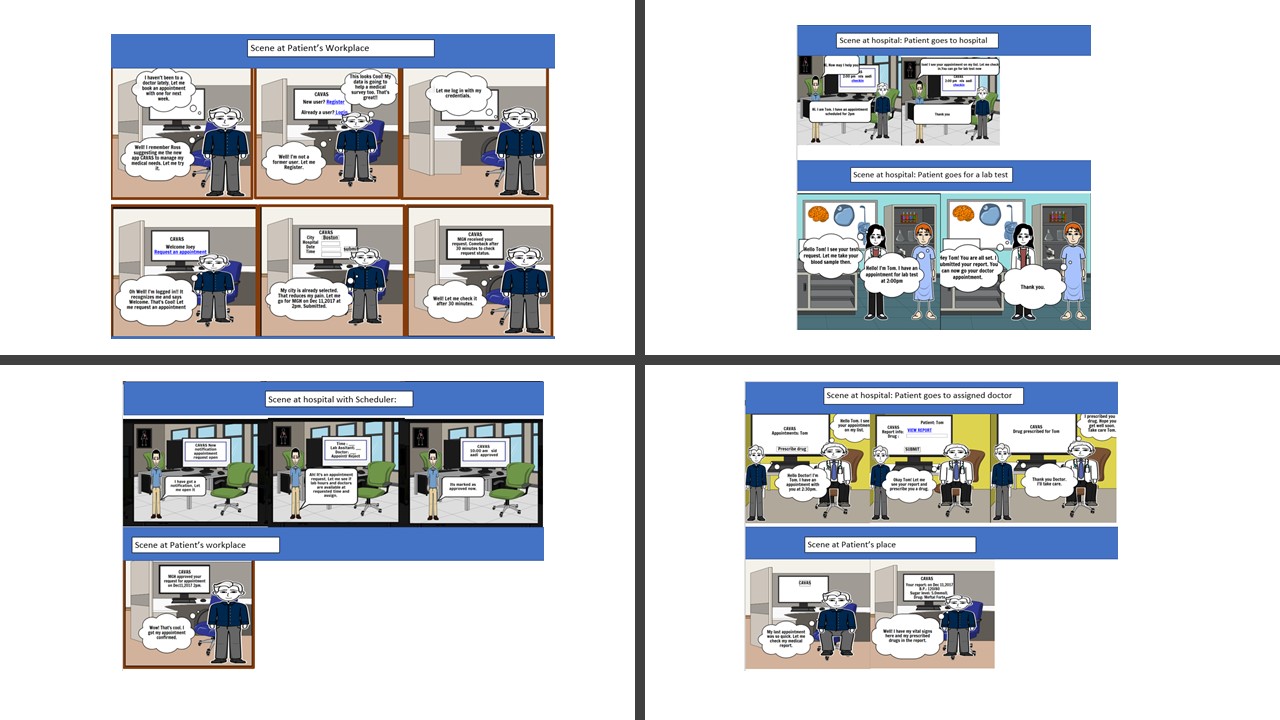 Scene at Patient's Workplace
I haven't been to a
doctor lately. Let me
book an appointment
with one for next
week.
Well! I remember Ross
suggesting me the new
app CAVAS to manage my
medical needs. Let me try
it.
CAVAS
New user? Register
Already a user? Login
This looks Cool! My
data is going to
help a medical
survey too. That's
great!!
Well! I'm not a
former user. Let me
Register.
Let me log in with my
credentials.
CAVAS
Welcome Joey
Request an appointment
Oh Well! I'm logged in!! It
recognizes me and says
Welcome. That's Cool! Let
me request an appointment
CAVAS
City Boston
Hospital
Date
Time
Submit
My city is already selected.
That reduces my pain. Let me
go for MGH on Dec 11,2017 at
2pm. Submitted.
CAVAS
MGH received your
request. Comeback after
30 minutes to check
request status.
Well! Let me check it
after 30 minutes.
Scene at hospital: Patient goes to hospital
Hi, How may I help you
2:00 pm
checkin
Hi, I am Tom. I have an appointment
scheduled for 2pm
I see your appointment on my list. Let me check
in. You can go for lab test now
CAVAS
2:00 pm
checkin
Thank you
Scene at hospital: Patient goes for a lab test
Hello Tom! I see your test
request. Let me take your
blood sample then.
Hello! I'm Tom. I have an
appointment for lab test
at 2:00pm
Hey Tom! You are all set. I
submitted your report. You
can now go your doctor
appointment.
Thank you.
Scene at hospital with Scheduler:
CAVAS New
notification
appointment
request open
I have got a
notification. Let
me open it
Time :
Lab Assitant: __
Doctor: __
Appoint/ Reject
Ah! It's an appointment
request. Let me see if
lab hours and doctors
are available at
requested time and
assign.
CAVAS
10:00 am
approved
Its marked as
approved now.
Scene at Patient's workplace
CAVAS
MGH approved your
request for appointment
on Dec11,2017 2pm.
Wow! That's cool. I
got my appointment
confirmed.
Scene at hospital: Patient goes to assigned doctor
CAVAS
Appointments: Tom
Prescribe drug
Hello Tom. I see
your appointment
on my list.
Hello Doctor! I'm
Tom. I have an
appointment with
you at 2:30pm.
Patient: Tom
CAVAS
Report info: VIEW REPORT
Drug :
SUBMIT
Okay Tom! Let me
see your report and
prescribe you a drug.
CAVAS
Drug prescribed for Tom
I prescribed you
drug. Hope you
get well soon.
Take care Tom.
Thank you Doctor.
I'll take care.
Scene at Patient's place
CAVAS
My last appointment
was so quick. Let me
check my medical
report.
CAVAS
Your report: on Dec 11,2017
Well! I have my vital signs
here and my prescribed
drugs in the report.